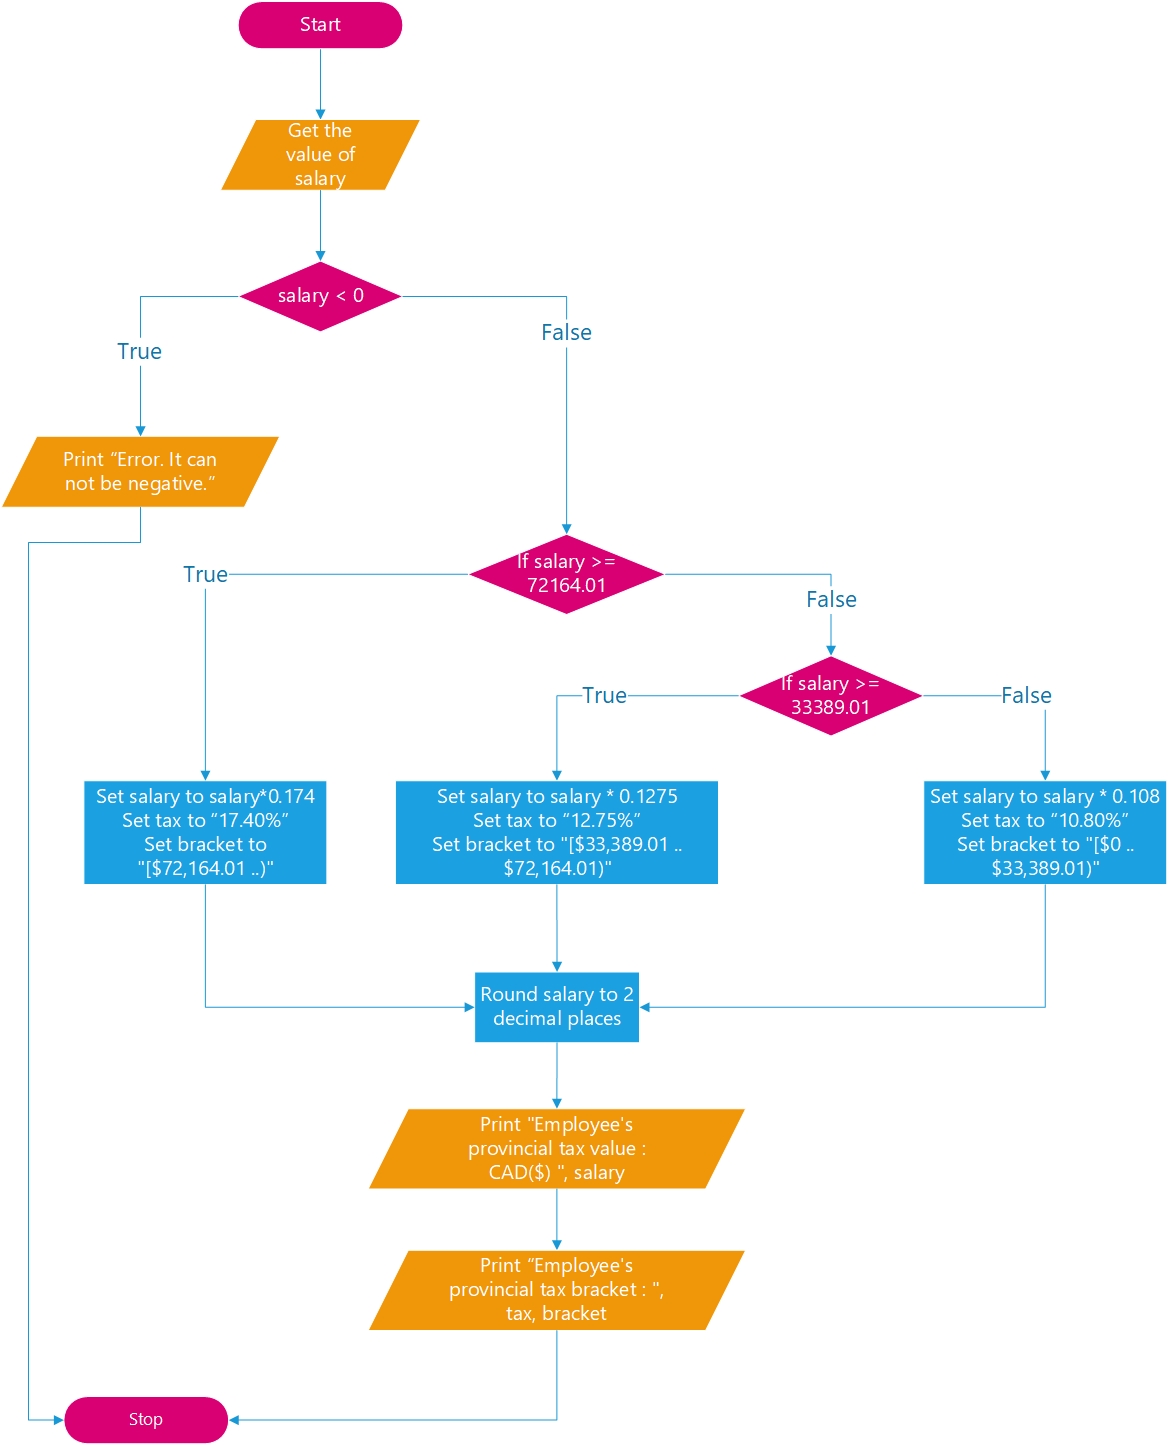 Start
Get the
value of
salary
salary < 0
True
False
Print “Error. It can
not be negative.”
If salary >=
72164.01
True
False
If salary >=
33389.01
True
False
Set salary to salary*0.174
Set tax to “17.40%”
Set bracket to
"[$72,164.01 ..)"
Set salary to salary * 0.1275
Set tax to “12.75%”
Set bracket to "[$33,389.01 ..
$72,164.01)"
Set salary to salary * 0.108
Set tax to “10.80%”
Set bracket to "[$0 ..
$33,389.01)"
Round salary to 2
decimal places
Print "Employee's
provincial tax value :
CAD($) ", salary
Print “Employee's
provincial tax bracket : ",
tax, bracket
Stop